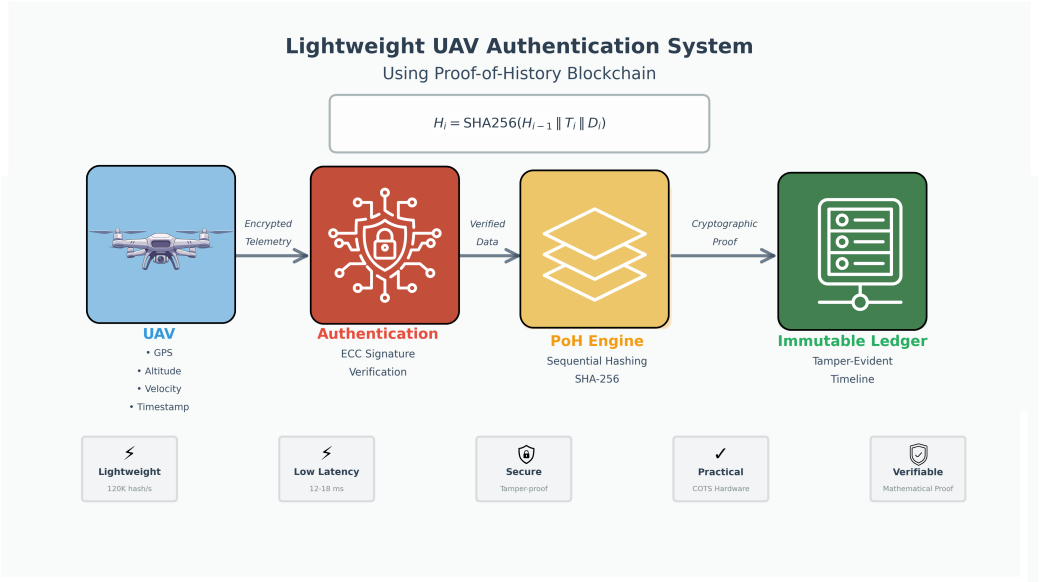 Lightweight UAV Authentication System
Using Proof-of-History Blockchain
Hᵢ = SHA256(Hᵢ₋₁ ∥ Tᵢ ∥ Dᵢ)
Encrypted
Telemetry
Verified
Data
Cryptographic
Proof
UAV
• GPS
• Altitude
• Velocity
• Timestamp
Authentication
ECC Signature
Verification
PoH Engine
Sequential Hashing
SHA-256
Immutable Ledger
Tamper-Evident
Timeline
Lightweight
120K hash/s
Low Latency
12-18 ms
Secure
Tamper-proof
Practical
COTS Hardware
Verifiable
Mathematical Proof